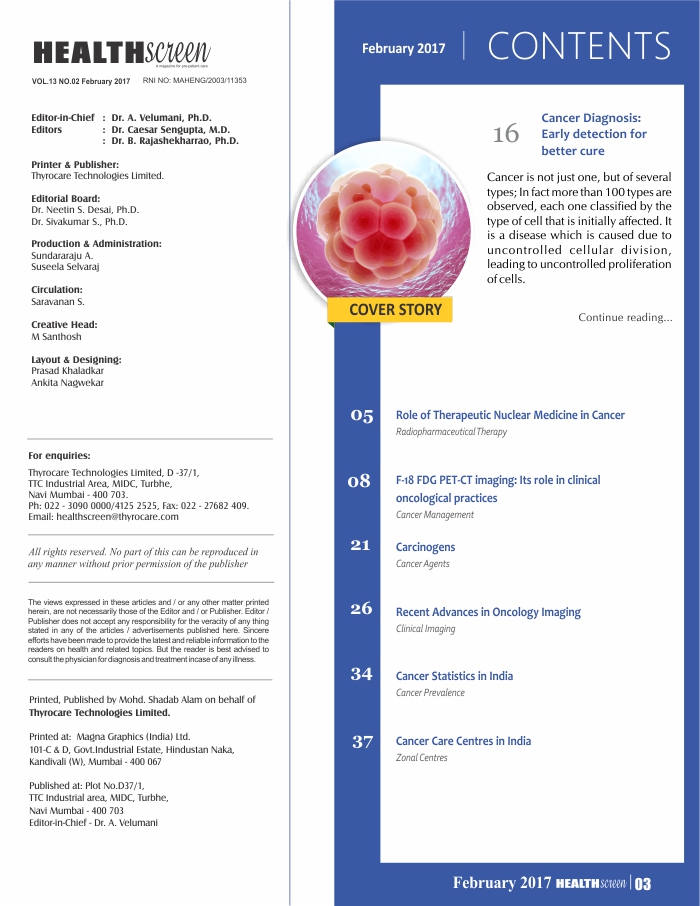 HEALTHscreen
A magazine for pre-patient care
VOL.13 NO.02 February 2017 RNI NO: MAHENG/2003/11353
Editor-in-Chief : Dr. A. Velumani, Ph.D.
Editors : Dr. Caesar Sengupta, M.D.
: Dr. B. Rajashekharrao, Ph.D.
Printer & Publisher:
Thyrocare Technologies Limited.
Editorial Board:
Dr. Neetin S. Desai, Ph.D.
Dr. Sivakumar S., Ph.D.
Production & Administration:
Sundararaju A.
Suseela Selvaraj
Circulation:
Saravanan S.
Creative Head:
M Santhosh
Layout & Designing:
Prasad Khaladkar
Ankita Nagwekar
For enquiries:
Thyrocare Technologies Limited, D -37/1,
TTC Industrial Area, MIDC, Turbhe,
Navi Mumbai - 400 703.
Ph: 022 - 3090 0000/4125 2525, Fax: 022 - 27682 409.
Email: healthscreen@thyrocare.com
All rights reserved. No part of this can be reproduced in
any manner without prior permission of the publisher
The views expressed in these articles and / or any other matter printed
herein, are not necessarily those of the Editor and / or Publisher. Editor /
Publisher does not accept any responsibility for the veracity of any thing
stated in any of the articles / advertisements published here. Sincere
efforts have been made to provide the latest and reliable information to the
readers on health and related topics. But the reader is best advised to
consult the physician for diagnosis and treatment incase of any illness.
Printed, Published by Mohd. Shadab Alam on behalf of
Thyrocare Technologies Limited.
Printed at: Magna Graphics (India) Ltd.
101-C & D, Govt.Industrial Estate, Hindustan Naka,
Kandivali (W), Mumbai - 400 067
Published at: Plot No.D37/1,
TTC Industrial area, MIDC, Turbhe,
Navi Mumbai - 400 703
Editor-in-Chief - Dr. A. Velumani
February 2017 | CONTENTS
16 Cancer Diagnosis:
Early detection for
better cure
Cancer is not just one, but of several
types; In fact more than 100 types are
observed, each one classified by the
type of cell that is initially affected. It
is a disease which is caused due to
uncontrolled cellular division,
leading to uncontrolled proliferation
of cells.
COVER STORY
Continue reading...
05 Role of Therapeutic Nuclear Medicine in Cancer
Radiopharmaceutical Therapy
08 F-18 FDG PET-CT imaging: Its role in clinical
oncological practices
Cancer Management
21 Carcinogens
Cancer Agents
26 Recent Advances in Oncology Imaging
Clinical Imaging
34 Cancer Statistics in India
Cancer Prevalence
37 Cancer Care Centres in India
Zonal Centres
February 2017 HEALTHscreen | 03